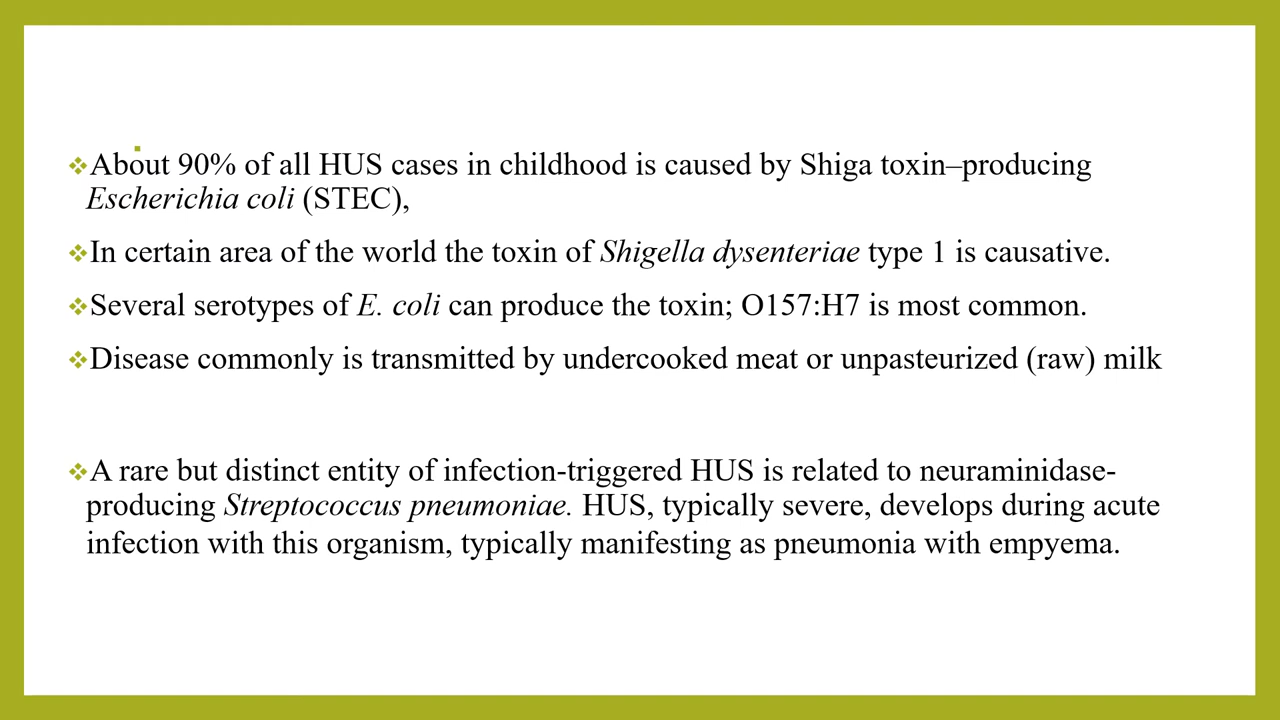 ❖About 90% of all HUS cases in childhood is caused by Shiga toxin–producing
Escherichia coli (STEC),
❖In certain area of the world the toxin of Shigella dysenteriae type 1 is causative.
❖Several serotypes of E. coli can produce the toxin; O157:H7 is most common.
❖Disease commonly is transmitted by undercooked meat or unpasteurized (raw) milk
❖A rare but distinct entity of infection-triggered HUS is related to neuraminidase-
producing Streptococcus pneumoniae. HUS, typically severe, develops during acute
infection with this organism, typically manifesting as pneumonia with empyema.